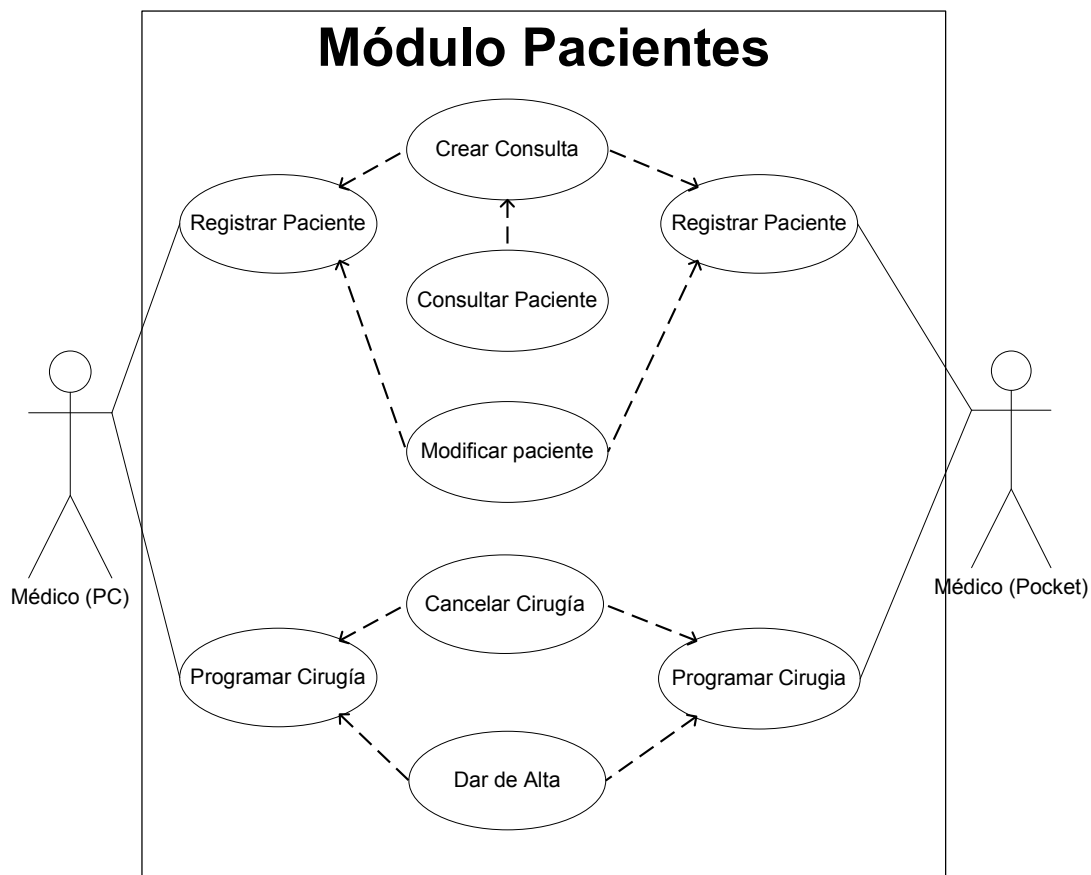 Módulo Pacientes
Crear Consulta
Registrar Paciente
Registrar Paciente
Consultar Paciente
Modificar paciente
Médico (PC)
Médico (Pocket)
Cancelar Cirugía
Programar Cirugía
Programar Cirugia
Dar de Alta